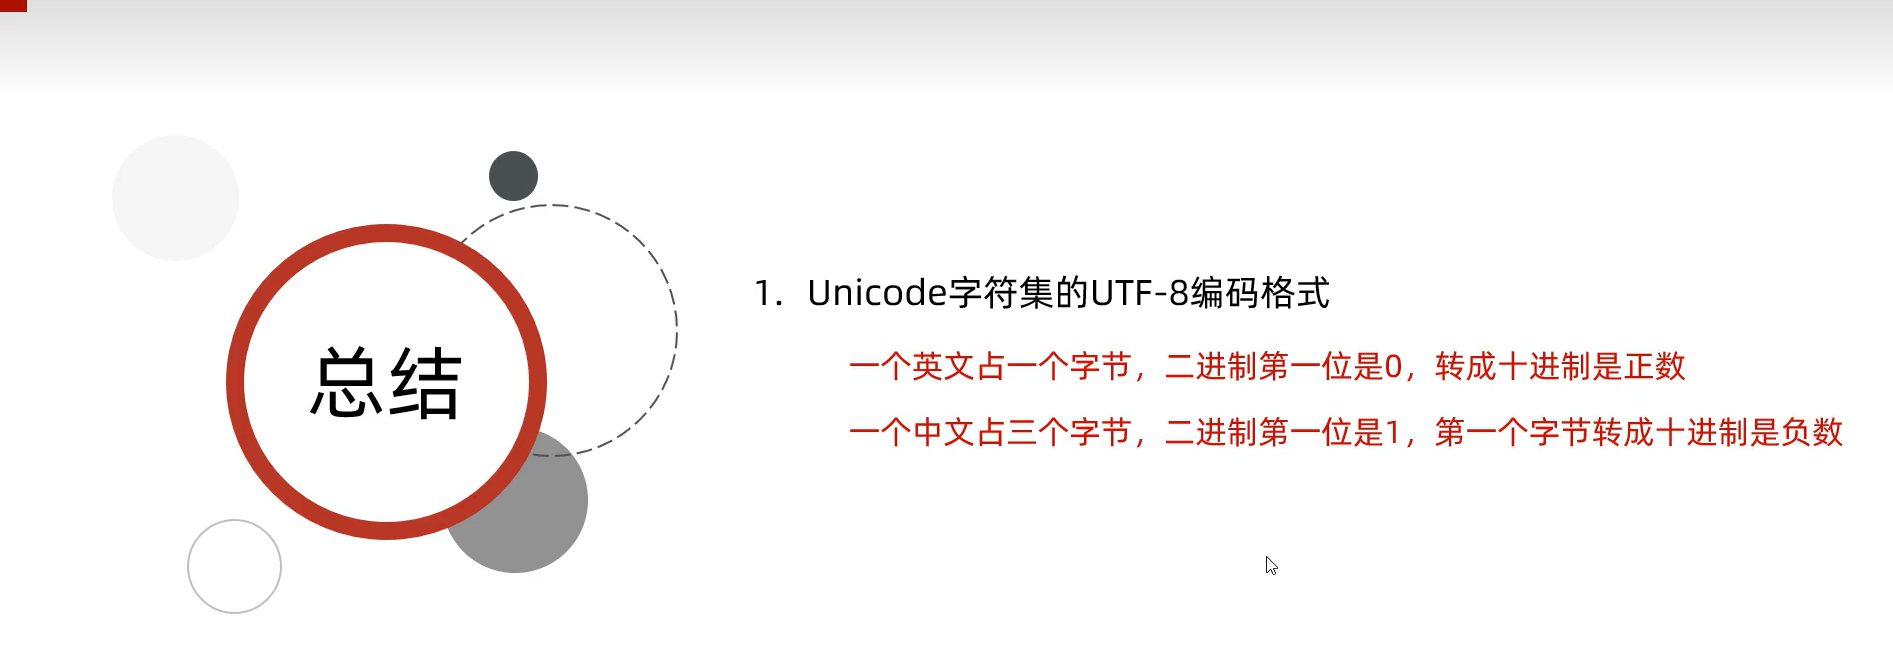 总结
1. Unicode字符集的UTF-8编码格式
一个英文占一个字节，二进制第一位是0，转成十进制是正数
一个中文占三个字节，二进制第一位是1，第一个字节转成十进制是负数